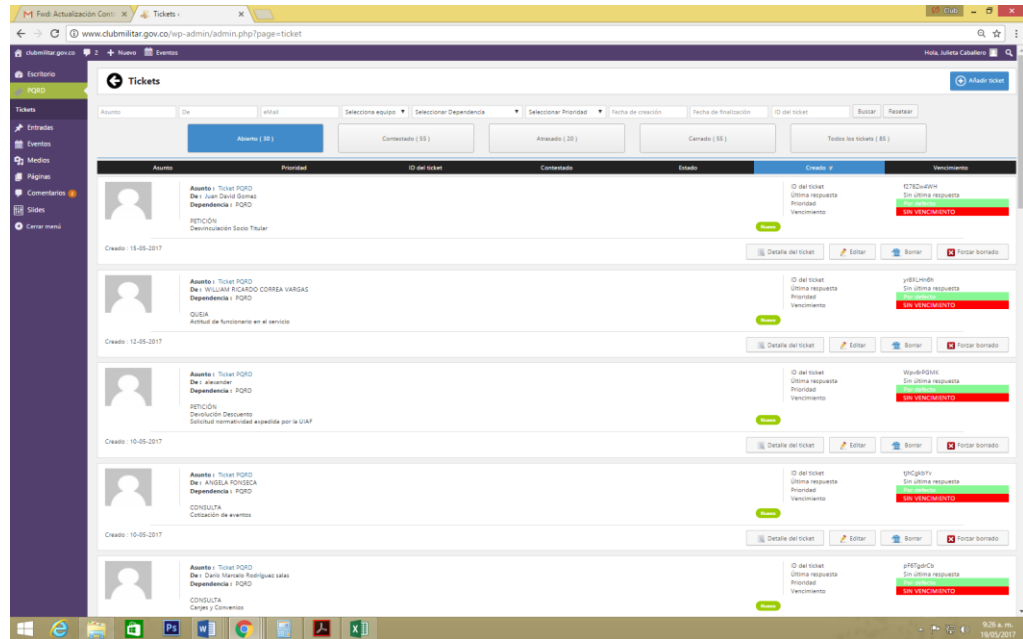 Fwd: Actualización Conti
Tickets ‹
Club
www.clubmilitar.gov.co/wp-admin/admin.php?page=ticket
clubmilitar.gov.co 2 Nuevo Eventos
Hola, Julieta Caballero
Escritorio
PQRD
Tickets
Entradas
Eventos
Medios
Páginas
Comentarios
Slides
Cerrar menú
Tickets
Añadir ticket
Asunto De eMail Selecciona equipo Seleccionar Dependencia Seleccionar Prioridad Fecha de creación Fecha de finalización ID del ticket Buscar Resetear
Abierto ( 30 ) Contestado ( 55 ) Atrasado ( 20 ) Cerrado ( 55 ) Todos los tickets ( 85 )
Asunto Prioridad ID del ticket Contestado Estado Creado Vencimiento
Asunto : Ticket PQRD
De : Juan David Gomez
Dependencia : PQRD
PETICIÓN
Desvinculación Socio Titular
Nuevo
ID del ticket f278Zw4WH
Última respuesta Sin última respuesta
Prioridad Por defecto
Vencimiento SIN VENCIMIENTO
Creado : 15-05-2017
Detalle del ticket Editar Borrar Forzar borrado
Asunto : Ticket PQRD
De : WILLIAM RICARDO CORREA VARGAS
Dependencia : PQRD
QUEJA
Actitud de funcionario en el servicio
Nuevo
ID del ticket yr8XLHn6h
Última respuesta Sin última respuesta
Prioridad Por defecto
Vencimiento SIN VENCIMIENTO
Creado : 12-05-2017
Detalle del ticket Editar Borrar Forzar borrado
Asunto : Ticket PQRD
De : alexander
Dependencia : PQRD
PETICIÓN
Devolución Descuento
Solicitud normatividad expedida por la UIAF
Nuevo
ID del ticket
Última respuesta Sin última respuesta
Prioridad Por defecto
Vencimiento SIN VENCIMIENTO
Creado : 10-05-2017
Detalle del ticket Editar Borrar Forzar borrado
Asunto : Ticket PQRD
De : ANGELA FONSECA
Dependencia : PQRD
CONSULTA
Cotización de eventos
Nuevo
ID del ticket
Última respuesta Sin última respuesta
Prioridad Por defecto
Vencimiento SIN VENCIMIENTO
Creado : 10-05-2017
Detalle del ticket Editar Borrar Forzar borrado
Asunto : Ticket PQRD
De : Darío Marcelo Rodríguez salas
Dependencia : PQRD
CONSULTA
Canjes y Convenios
Nuevo
ID del ticket pF6TgdrCb
Última respuesta Sin última respuesta
Prioridad Por defecto
Vencimiento SIN VENCIMIENTO
9:26 a. m.
19/05/2017